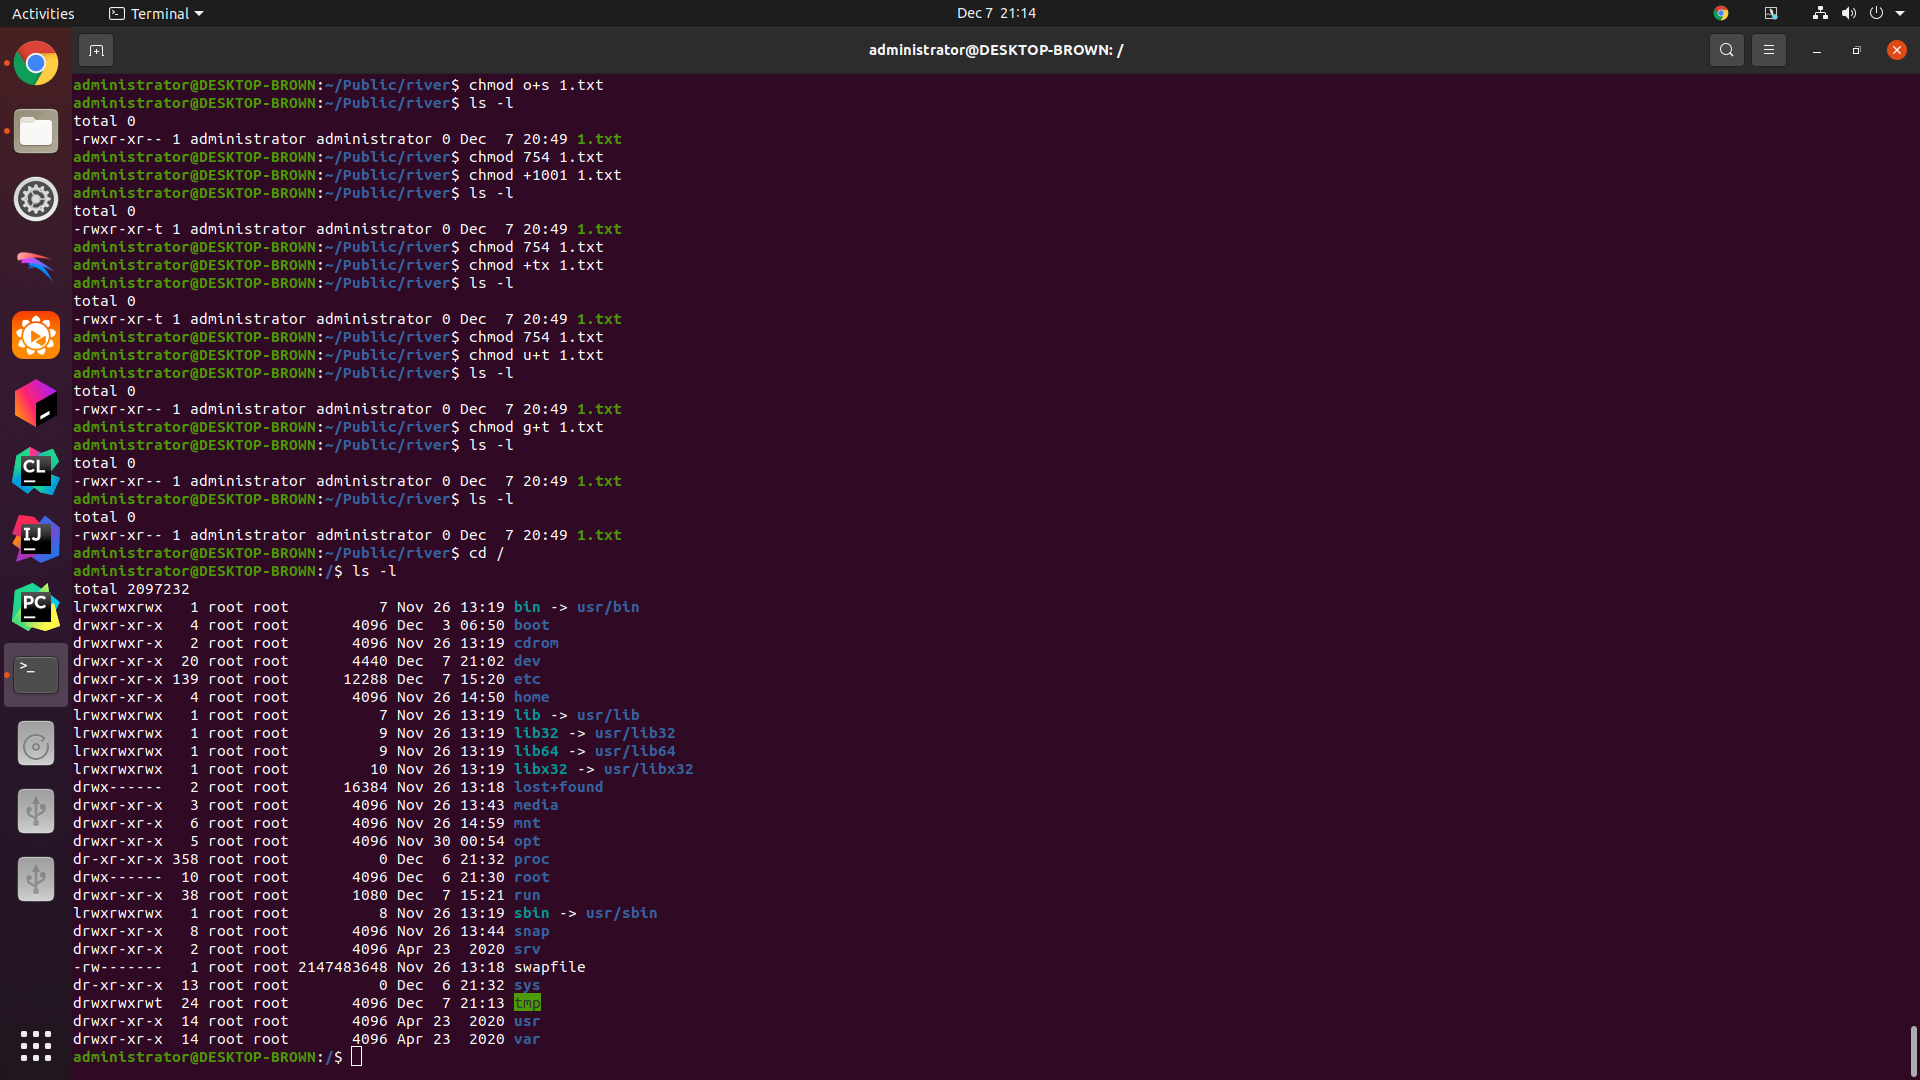 Activities
Terminal
Dec 7 21:14
administrator@DESKTOP-BROWN: /
administrator@DESKTOP-BROWN:~/Public/river$ chmod o+s 1.txt
administrator@DESKTOP-BROWN:~/Public/river$ ls -l
total 0
-rwxr-xr-- 1 administrator administrator 0 Dec  7 20:49 1.txt
administrator@DESKTOP-BROWN:~/Public/river$ chmod 754 1.txt
administrator@DESKTOP-BROWN:~/Public/river$ chmod +1001 1.txt
administrator@DESKTOP-BROWN:~/Public/river$ ls -l
total 0
-rwxr-xr-t 1 administrator administrator 0 Dec  7 20:49 1.txt
administrator@DESKTOP-BROWN:~/Public/river$ chmod 754 1.txt
administrator@DESKTOP-BROWN:~/Public/river$ chmod +tx 1.txt
administrator@DESKTOP-BROWN:~/Public/river$ ls -l
total 0
-rwxr-xr-t 1 administrator administrator 0 Dec  7 20:49 1.txt
administrator@DESKTOP-BROWN:~/Public/river$ chmod 754 1.txt
administrator@DESKTOP-BROWN:~/Public/river$ chmod u+t 1.txt
administrator@DESKTOP-BROWN:~/Public/river$ ls -l
total 0
-rwxr-xr-- 1 administrator administrator 0 Dec  7 20:49 1.txt
administrator@DESKTOP-BROWN:~/Public/river$ chmod g+t 1.txt
administrator@DESKTOP-BROWN:~/Public/river$ ls -l
total 0
-rwxr-xr-- 1 administrator administrator 0 Dec  7 20:49 1.txt
administrator@DESKTOP-BROWN:~/Public/river$ ls -l
total 0
-rwxr-xr-- 1 administrator administrator 0 Dec  7 20:49 1.txt
administrator@DESKTOP-BROWN:~/Public/river$ cd /
administrator@DESKTOP-BROWN:/$ ls -l
total 2097232
lrwxrwxrwx   1 root root          7 Nov 26 13:19 bin -> usr/bin
drwxr-xr-x   4 root root       4096 Dec  3 06:50 boot
drwxrwxr-x   2 root root       4096 Nov 26 13:19 cdrom
drwxr-xr-x  20 root root       4440 Dec  7 21:02 dev
drwxr-xr-x 139 root root      12288 Dec  7 15:20 etc
drwxr-xr-x   4 root root       4096 Nov 26 14:50 home
lrwxrwxrwx   1 root root          7 Nov 26 13:19 lib -> usr/lib
lrwxrwxrwx   1 root root          9 Nov 26 13:19 lib32 -> usr/lib32
lrwxrwxrwx   1 root root          9 Nov 26 13:19 lib64 -> usr/lib64
lrwxrwxrwx   1 root root         10 Nov 26 13:19 libx32 -> usr/libx32
drwx------   2 root root      16384 Nov 26 13:18 lost+found
drwxr-xr-x   3 root root       4096 Nov 26 13:43 media
drwxr-xr-x   6 root root       4096 Nov 26 14:59 mnt
drwxr-xr-x   5 root root       4096 Nov 30 00:54 opt
dr-xr-xr-x 358 root root          0 Dec  6 21:32 proc
drwx------  10 root root       4096 Dec  6 21:30 root
drwxr-xr-x  38 root root       1080 Dec  7 15:21 run
lrwxrwxrwx   1 root root          8 Nov 26 13:19 sbin -> usr/sbin
drwxr-xr-x   8 root root       4096 Nov 26 13:44 snap
drwxr-xr-x   2 root root       4096 Apr 23  2020 srv
-rw-------   1 root root 2147483648 Nov 26 13:18 swapfile
dr-xr-xr-x  13 root root          0 Dec  6 21:32 sys
drwxrwxrwt  24 root root       4096 Dec  7 21:13 tmp
drwxr-xr-x  14 root root       4096 Apr 23  2020 usr
drwxr-xr-x  14 root root       4096 Apr 23  2020 var
administrator@DESKTOP-BROWN:/$
CL
IJ
PC
>_